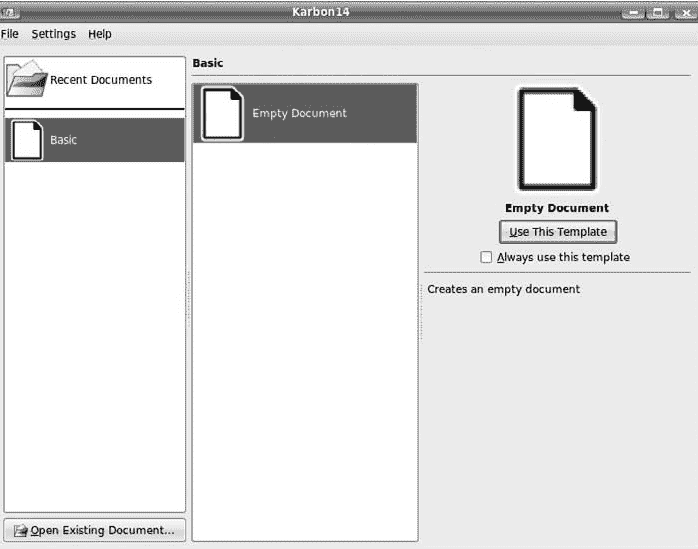 Karbon14
File Settings Help
Recent Documents
Basic
Basic
Empty Document
Empty Document
Use This Template
Always use this template
Creates an empty document
Open Existing Document...